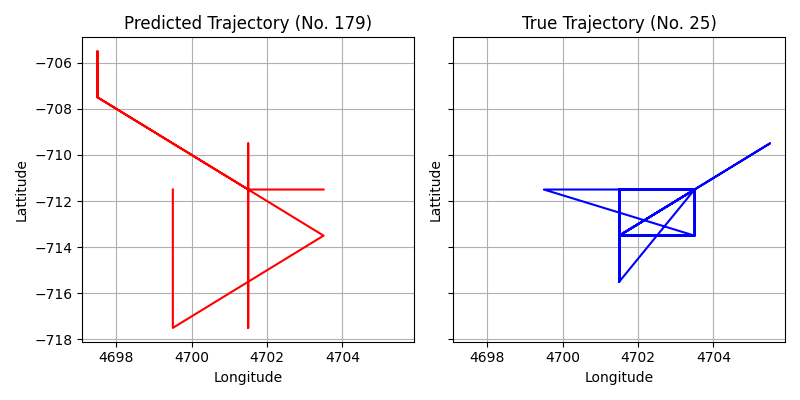 Predicted Trajectory (No. 179)
True Trajectory (No. 25)
−706
−708
−710
−712
−714
−716
−718
Lattitude
Lattitude
4698
4700
4702
4704
4698
4700
4702
4704
Longitude
Longitude